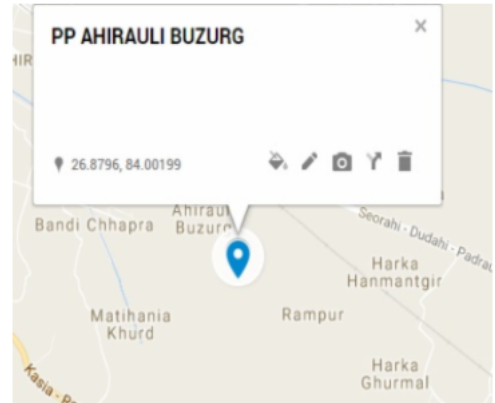 PP AHIRAULI BUZURG
26.8796, 84.00199
Bandi Chhapra
Buzurg
Seorahi - Dudahi - Padrau
Harka
Hanmantgir
Matihania
Khurd
Rampur
Harka
Ghurmal